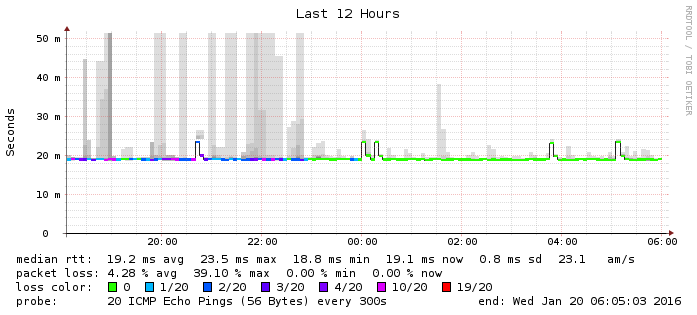 Last 12 Hours
RRDTOOL / TOBI OETIKER
Seconds
50 m
40 m
30 m
20 m
10 m
0
20:00 22:00 00:00 02:00 04:00 06:00
median rtt: 19.2 ms avg 23.5 ms max 18.8 ms min 19.1 ms now 0.8 ms sd 23.1 am/s
packet loss: 4.28 % avg 39.10 % max 0.00 % min 0.00 % now
loss color: 0 1/20 2/20 3/20 4/20 10/20 19/20
probe: 20 ICMP Echo Pings (56 Bytes) every 300s end: Wed Jan 20 06:05:03 2016